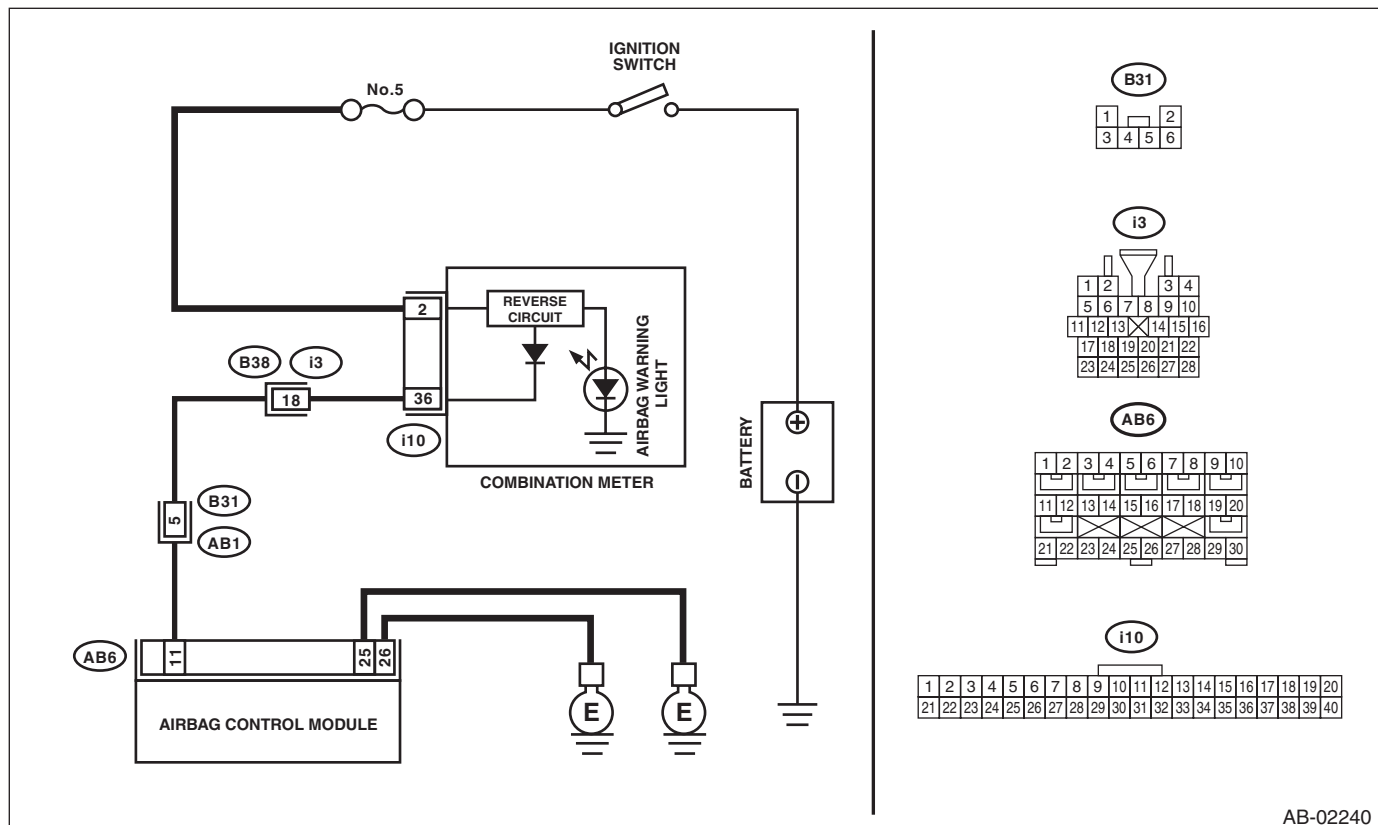 IGNITION
SWITCH
No.5
2
REVERSE
CIRCUIT
AIRBAG WARNING
LIGHT
B38 i3
18
36
i10
COMBINATION METER
BATTERY
+
−
5
B31
AB1
AB6
11
25
26
E E
AIRBAG CONTROL MODULE
B31
1 2
3 4 5 6
i3
1 2 3 4
5 6 7 8 9 10
11 12 13 14 15 16
17 18 19 20 21 22
23 24 25 26 27 28
AB6
1 2 3 4 5 6 7 8 9 10
11 12 13 14 15 16 17 18 19 20
21 22 23 24 25 26 27 28 29 30
i10
1 2 3 4 5 6 7 8 9 10 11 12 13 14 15 16 17 18 19 20
21 22 23 24 25 26 27 28 29 30 31 32 33 34 35 36 37 38 39 40
AB-02240